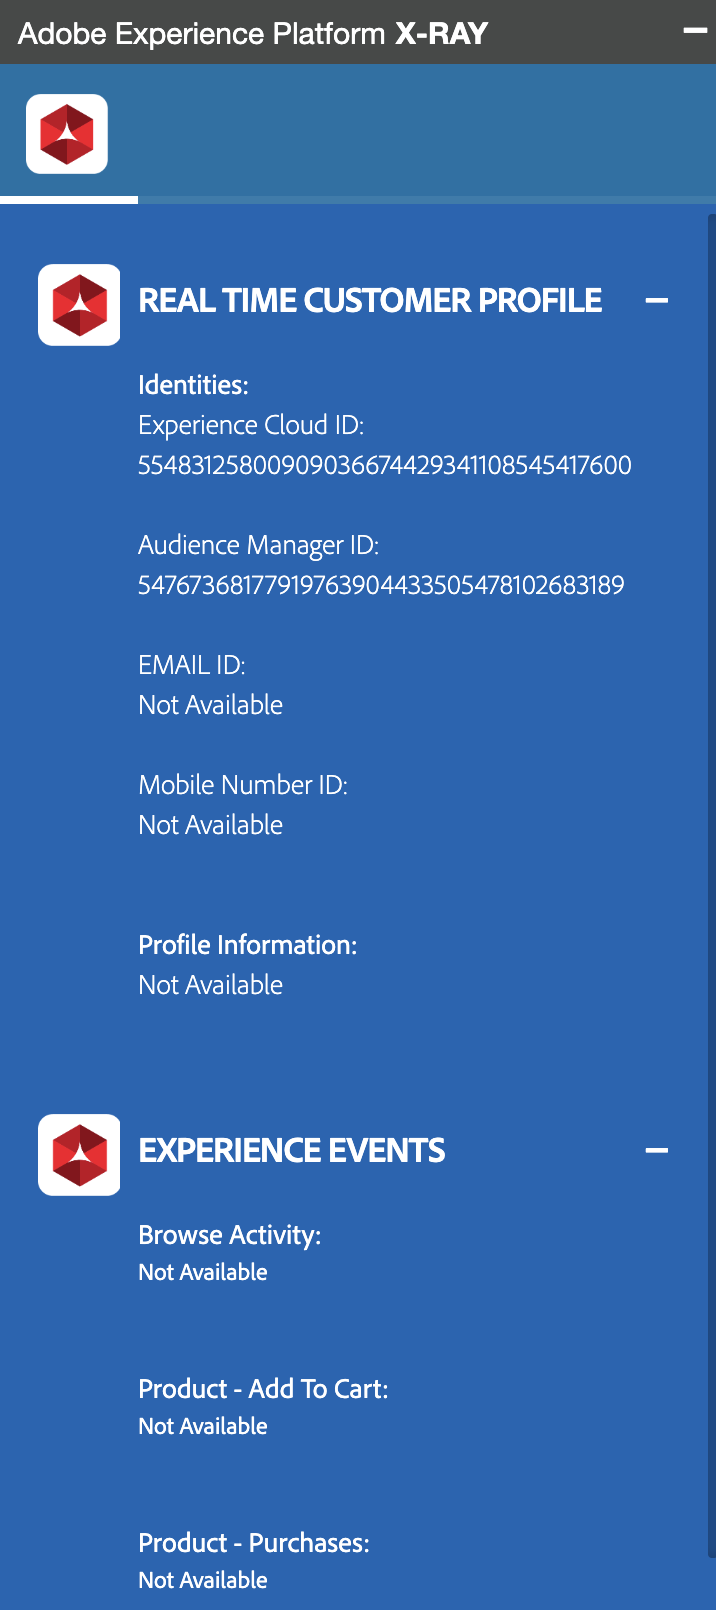 Adobe Experience Platform X-RAY
REAL TIME CUSTOMER PROFILE
Identities:
Experience Cloud ID:
55483125800909036674429341108545417600
Audience Manager ID:
54767368177919763904433505478102683189
EMAIL ID:
Not Available
Mobile Number ID:
Not Available
Profile Information:
Not Available
EXPERIENCE EVENTS
Browse Activity:
Not Available
Product - Add To Cart:
Not Available
Product - Purchases:
Not Available